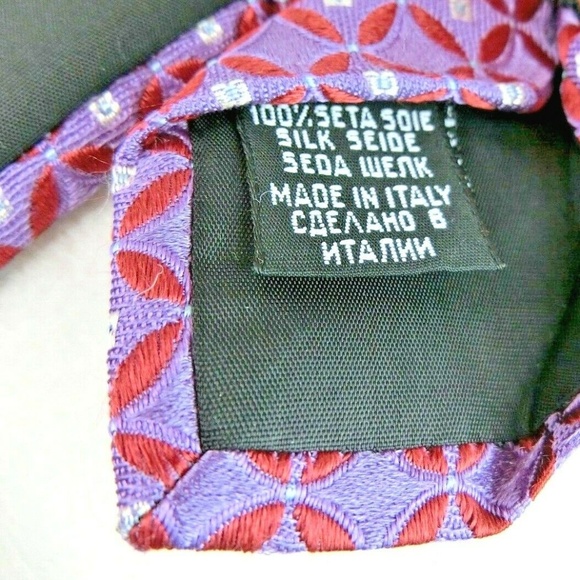 100% SETA SOIE
SILK SEIDE
SEDA ШЕЛК
MADE IN ITALY
СДЕЛАНО В
ИТАЛИИ